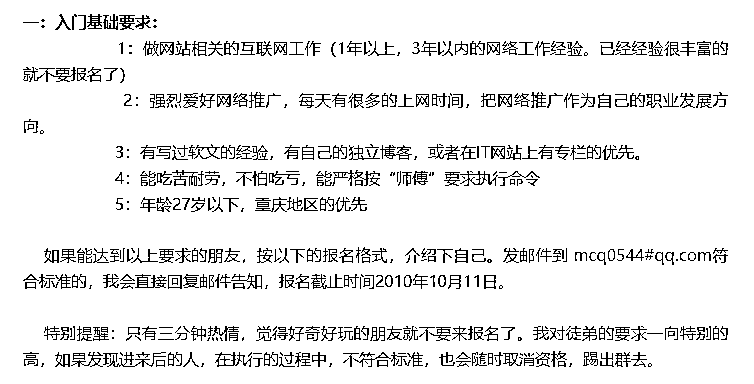 一：入门基础要求：
1：做网站相关的互联网工作（1年以上，3年以内的网络工作经验。已经经验很丰富的
就不要报名了）
2：强烈爱好网络推广，每天有很多的上网时间，把网络推广作为自己的职业发展方
向。
3：有写过软文的经验，有自己的独立博客，或者在IT网站上有专栏的优先。
4：能吃苦耐劳，不怕吃亏，能严格按“师傅”要求执行命令
5：年龄27岁以下，重庆地区的优先
如果能达到以上要求的朋友，按以下的报名格式，介绍下自己。发邮件到 mcq0544#qq.com符
合标准的，我会直接回复邮件告知，报名截止时间2010年10月11日。
特别提醒：只有三分钟热情，觉得好奇好玩的朋友就不要来报名了。我对徒弟的要求一向特别的
高，如果发现进来后的人，在执行的过程中，不符合标准，也会随时取消资格，踢出群去。